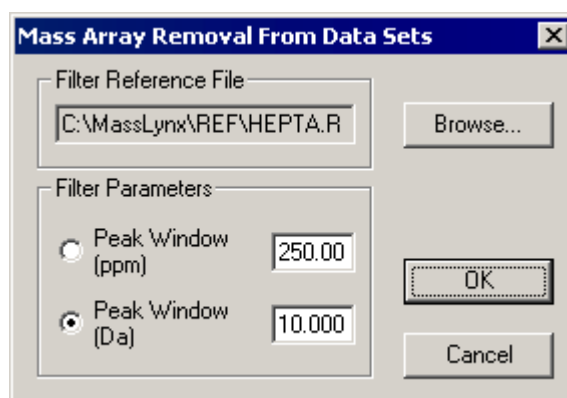 Mass Array Removal From Data Sets
Filter Reference File
C:\MassLynx\REF\HEPTA.R
Browse...
Filter Parameters
Peak Window
(ppm)
250.00
Peak Window
(Da)
10.000
OK
Cancel